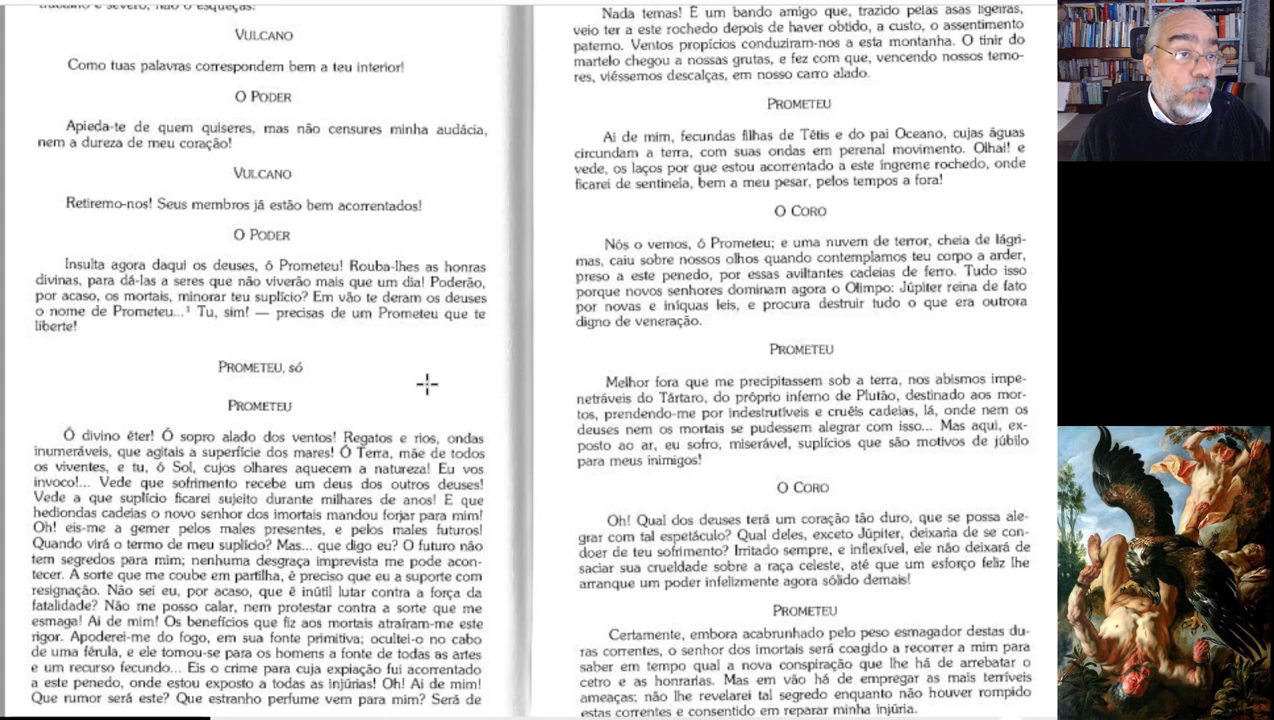 trabalho é severo, não o esqueças.
VULCANO
Como tuas palavras correspondem bem a teu interior!
O PODER
Apieda-te de quem quiseres, mas não censures minha audácia,
nem a dureza de meu coração!
VULCANO
Retiremo-nos! Seus membros já estão bem acorrentados!
O PODER
Insulta agora daqui os deuses, ó Prometeu! Rouba-lhes as honras
divinas, para dá-las a seres que não viverão mais que um dia! Poderão,
por acaso, os mortais, minorar teu suplício? Em vão te deram os deuses
o nome de Prometeu...¹ Tu, sim! — precisas de um Prometeu que te
liberte!
PROMETEU, só
PROMETEU
Ó divino éter! Ó sopro alado dos ventos! Regatos e rios, ondas
inumeráveis, que agitais a superfície dos mares! Ó Terra, mãe de todos
os viventes, e tu, ó Sol, cujos olhares aquecem a natureza! Eu vos
invoco!... Vede que sofrimento recebe um deus dos outros deuses!
Vede a que suplício ficarei sujeito durante milhares de anos! E que
hediondas cadeias o novo senhor dos imortais mandou forjar para mim!
Oh! eis-me a gemer pelos males presentes, e pelos males futuros!
Quando virá o termo de meu suplício? Mas... que digo eu? O futuro não
tem segredos para mim; nenhuma desgraça imprevista me pode acon-
tecer. A sorte que me coube em partilha, é preciso que eu a suporte com
resignação. Não sei eu, por acaso, que é inútil lutar contra a força da
fatalidade? Não me posso calar, nem protestar contra a sorte que me
esmaga! Ai de mim! Os benefícios que fiz aos mortais atraíram-me este
rigor. Apoderei-me do fogo, em sua fonte primitiva; ocultei-o no cabo
de uma férula, e ele tornou-se para os homens a fonte de todas as artes
e um recurso fecundo... Eis o crime para cuja expiação fui acorrentado
a este penedo, onde estou exposto a todas as injúrias! Oh! Ai de mim!
Que rumor será este? Que estranho perfume vem para mim? Será de
Nada temas! É um bando amigo que, trazido pelas asas ligeiras,
veio ter a este rochedo depois de haver obtido, a custo, o assentimento
paterno. Ventos propícios conduziram-nos a esta montanha. O tinir do
martelo chegou a nossas grutas, e fez com que, vencendo nossos temo-
res, viéssemos descalças, em nosso carro alado.
PROMETEU
Ai de mim, fecundas filhas de Tétis e do pai Oceano, cujas águas
circundam a terra, com suas ondas em perenal movimento. Olhai! e
vede, os laços por que estou acorrentado a este íngreme rochedo, onde
ficarei de sentinela, bem a meu pesar, pelos tempos a fora!
O CORO
Nós o vemos, ó Prometeu; e uma nuvem de terror, cheia de lágri-
mas, caiu sobre nossos olhos quando contemplamos teu corpo a arder,
preso a este penedo, por essas aviltantes cadeias de ferro. Tudo isso
porque novos senhores dominam agora o Olimpo: Júpiter reina de fato
por novas e iníquas leis, e procura destruir tudo o que era outrora
digno de veneração.
PROMETEU
Melhor fora que me precipitassem sob a terra, nos abismos impe-
netráveis do Tártaro, do próprio inferno de Plutão, destinado aos mor-
tos, prendendo-me por indestrutíveis e cruéis cadeias, lá, onde nem os
deuses nem os mortais se pudessem alegrar com isso... Mas aqui, ex-
posto ao ar, eu sofro, miserável, suplícios que são motivos de júbilo
para meus inimigos!
O CORO
Oh! Qual dos deuses terá um coração tão duro, que se possa ale-
grar com tal espetáculo? Qual deles, exceto Júpiter, deixaria de se con-
doer de teu sofrimento? Irritado sempre, e inflexível, ele não deixará de
saciar sua crueldade sobre a raça celeste, até que um esforço feliz lhe
arranque um poder infelizmente agora sólido demais!
PROMETEU
Certamente, embora acabrunhado pelo peso esmagador destas du-
ras correntes, o senhor dos imortais será coagido a recorrer a mim para
saber em tempo qual a nova conspiração que lhe há de arrebatar o
cetro e as honrarias. Mas em vão há de empregar as mais terríveis
ameaças; não lhe revelarei tal segredo enquanto não houver rompido
estas correntes e consentido em reparar minha injúria.